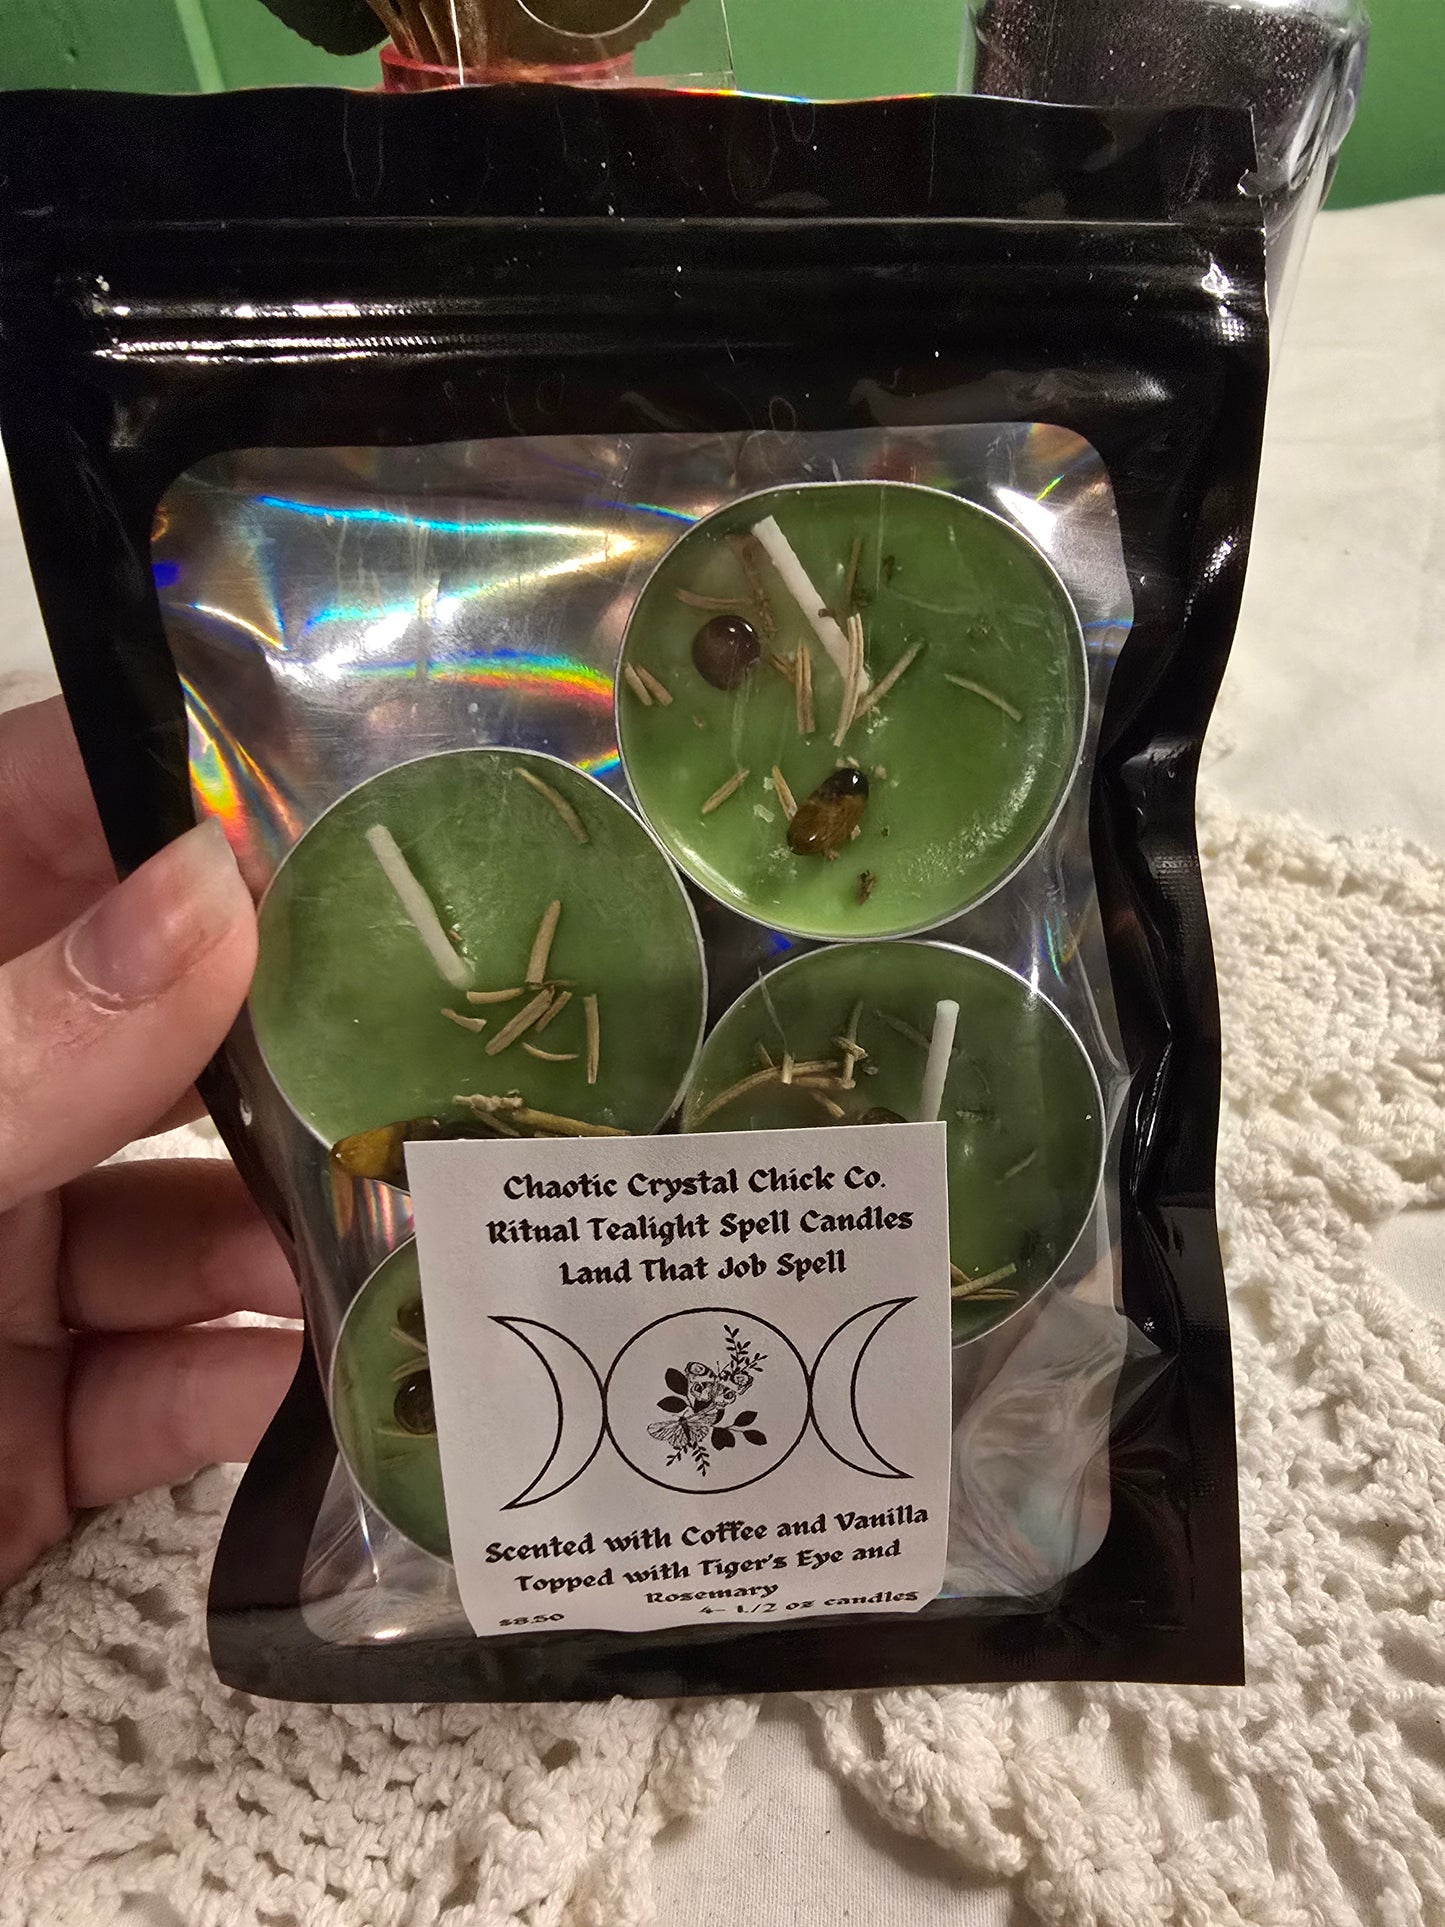 Chaotic Crystal Chick Co.
Ritual Tealight Spell Candles
Land That Job Spell
Scented with Coffee and Vanilla
Topped with Tiger's Eye and
Rosemary
$8.50 4- 1/2 oz candles